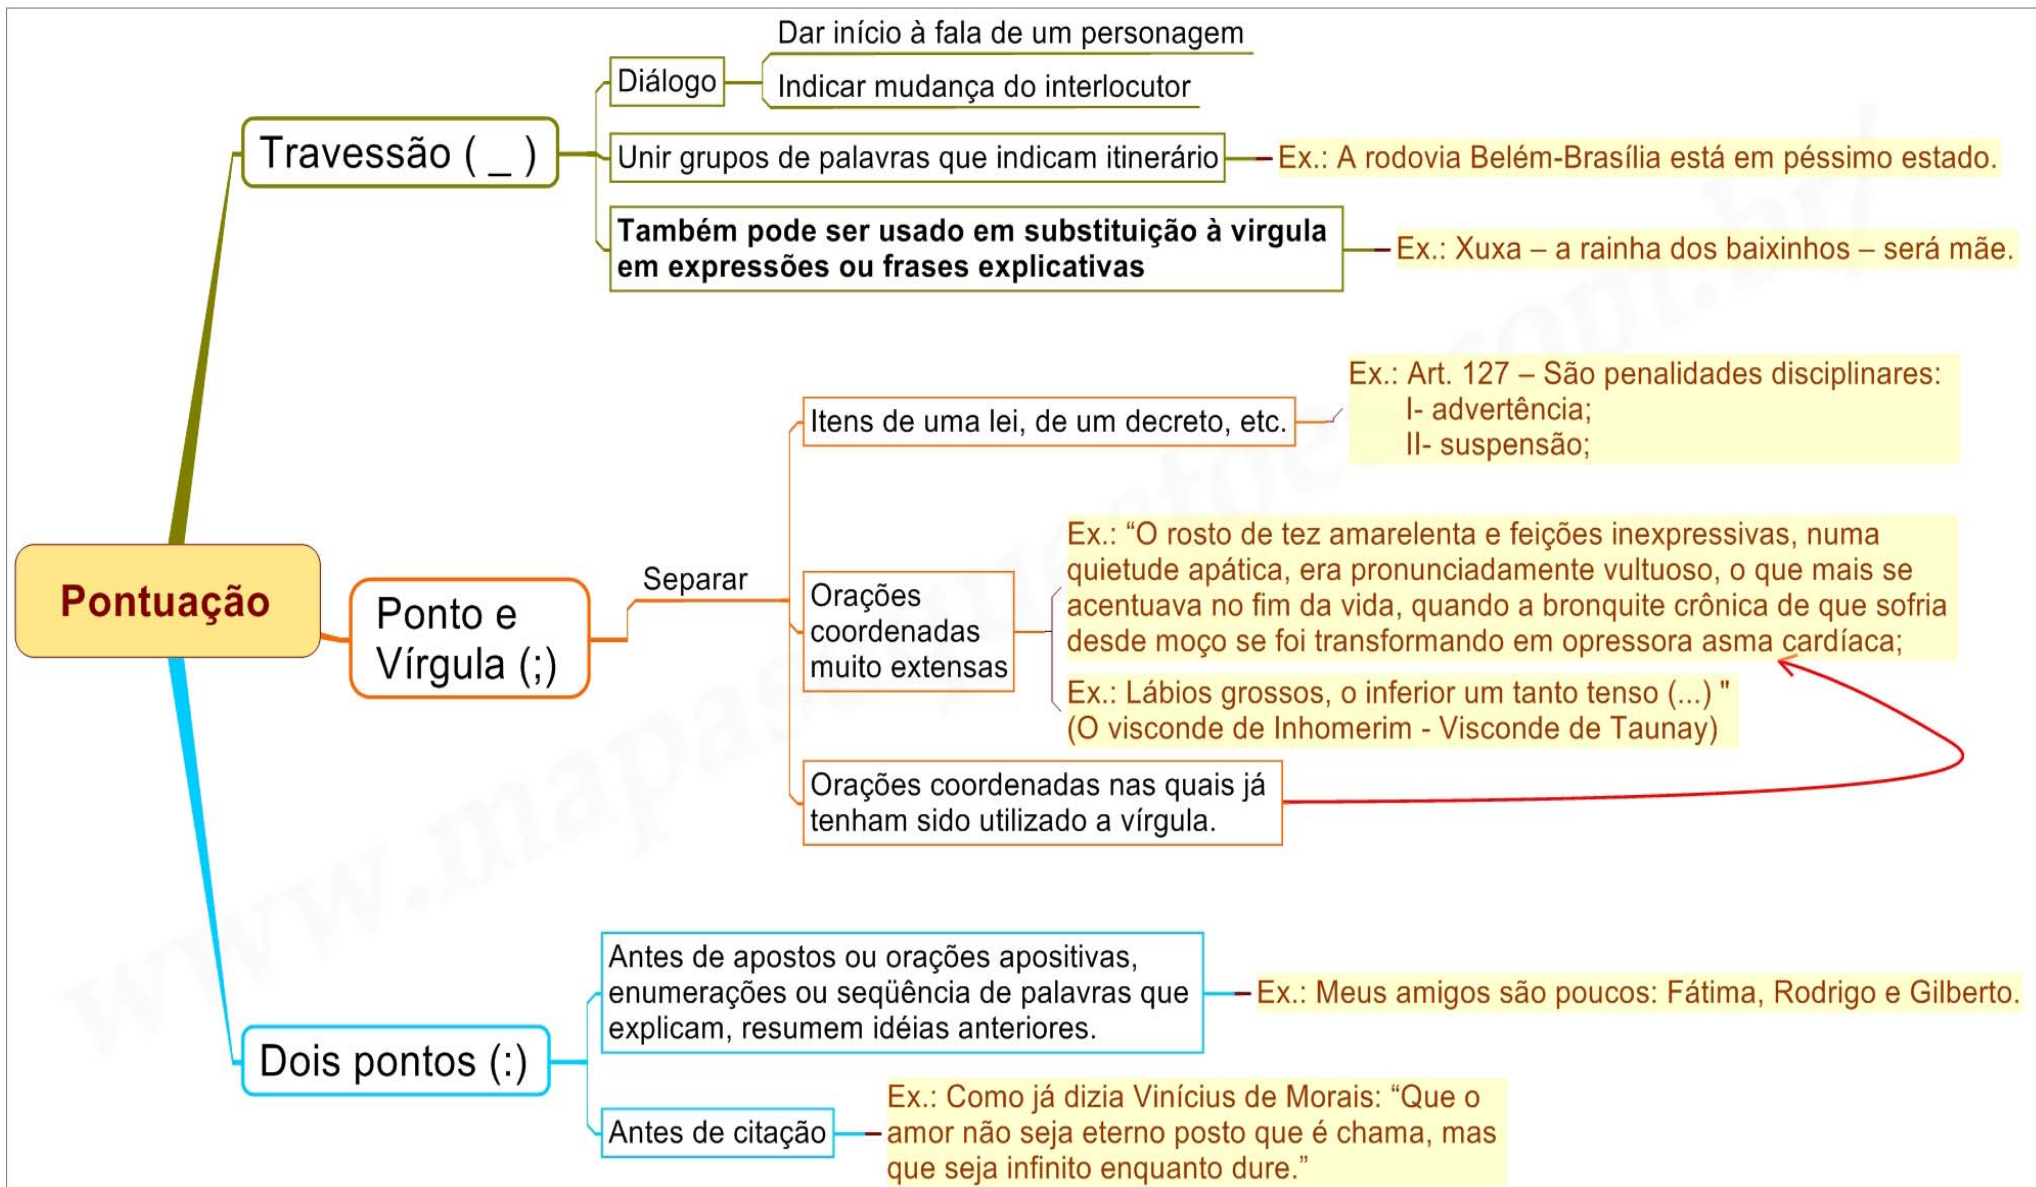 Pontuação
Travessão ( _ )
Diálogo
Dar início à fala de um personagem
Indicar mudança do interlocutor
Unir grupos de palavras que indicam itinerário
Ex.: A rodovia Belém-Brasília está em péssimo estado.
Também pode ser usado em substituição à virgula
em expressões ou frases explicativas
Ex.: Xuxa – a rainha dos baixinhos – será mãe.
Ponto e
Vírgula (;)
Separar
Itens de uma lei, de um decreto, etc.
Ex.: Art. 127 – São penalidades disciplinares:
I- advertência;
II- suspensão;
Orações
coordenadas
muito extensas
Ex.: “O rosto de tez amarelenta e feições inexpressivas, numa
quietude apática, era pronunciadamente vultuoso, o que mais se
acentuava no fim da vida, quando a bronquite crônica de que sofria
desde moço se foi transformando em opressora asma cardíaca;
Ex.: Lábios grossos, o inferior um tanto tenso (...) "
(O visconde de Inhomerim - Visconde de Taunay)
Orações coordenadas nas quais já
tenham sido utilizado a vírgula.
Dois pontos (:)
Antes de apostos ou orações apositivas,
enumerações ou seqüência de palavras que
explicam, resumem idéias anteriores.
Ex.: Meus amigos são poucos: Fátima, Rodrigo e Gilberto.
Antes de citação
Ex.: Como já dizia Vinícius de Morais: “Que o
amor não seja eterno posto que é chama, mas
que seja infinito enquanto dure.”